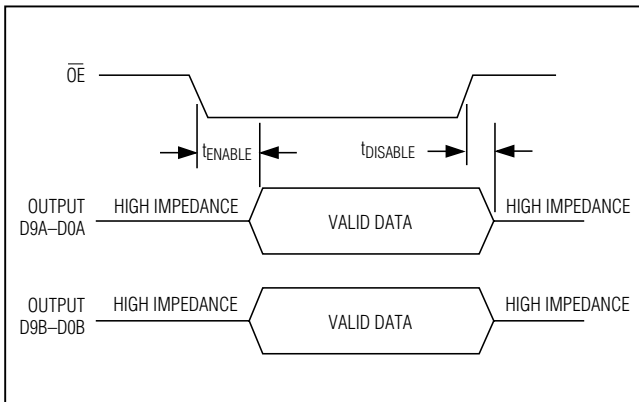 O̅E̅
tENABLE
tDISABLE
OUTPUT
D9A–D0A
HIGH IMPEDANCE
VALID DATA
HIGH IMPEDANCE
OUTPUT
D9B–D0B
HIGH IMPEDANCE
VALID DATA
HIGH IMPEDANCE